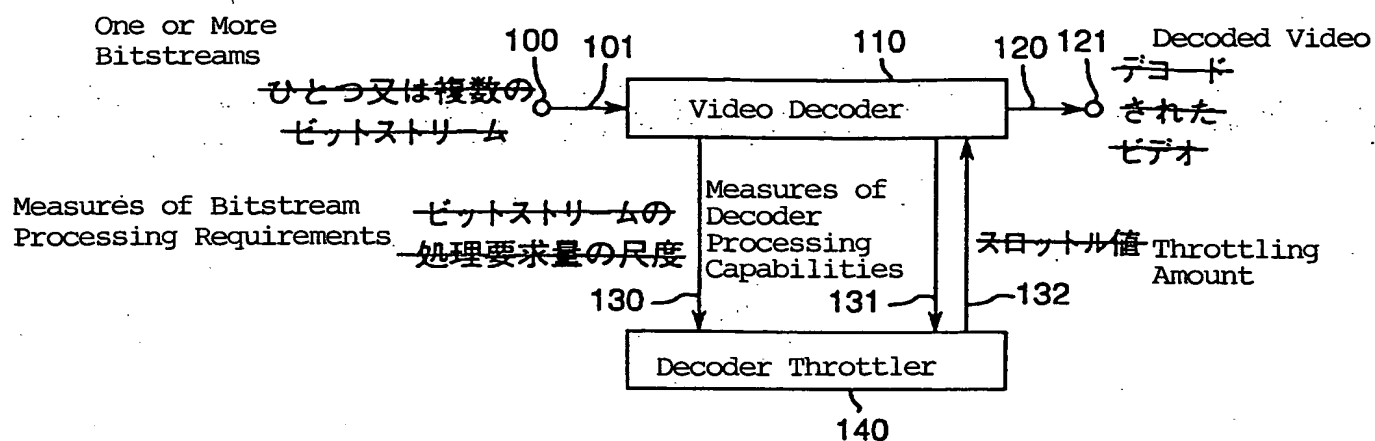 One or More
Bitstreams
100
101
110
120
121
Decoded Video
ひとつ又は複数の
ビットストリーム
Video Decoder
デコード
された
ビデオ
Measures of Bitstream
Processing Requirements
ビットストリームの
処理要求量の尺度
Measures of
Decoder
Processing
Capabilities
スロットル値
Throttling
Amount
130
131
132
Decoder Throttler
140